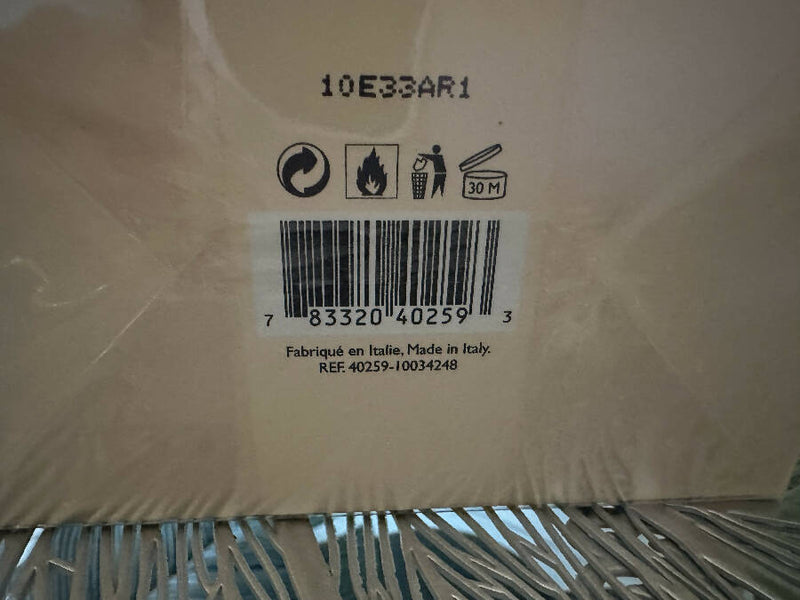 10E33AR1
30 M
7 83320 40259 3
Fabriqué en Italie, Made in Italy.
REF. 40259-10034248